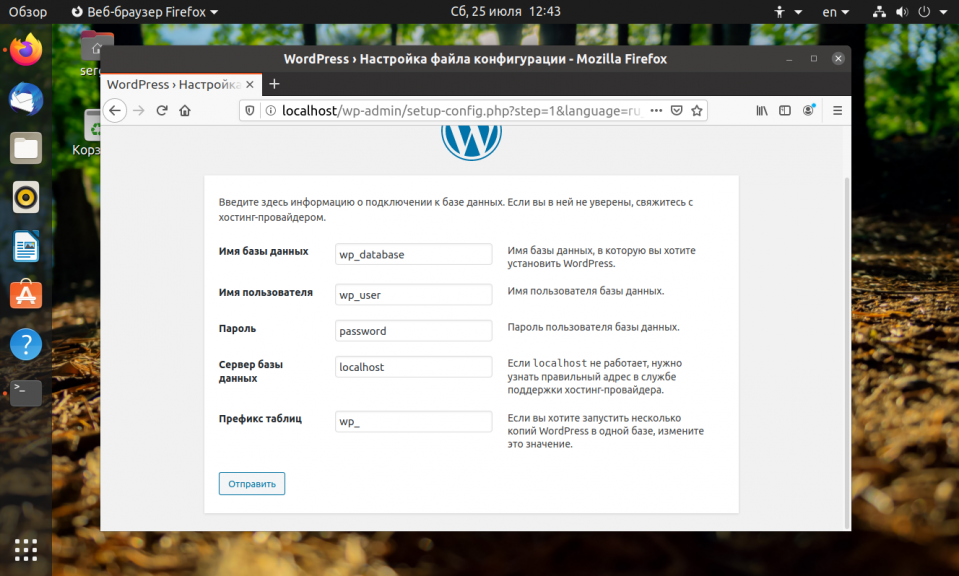 Обзор
Веб-браузер Firefox
Сб, 25 июля 12:43
en
WordPress › Настройка файла конфигурации - Mozilla Firefox
WordPress › Настройка
localhost/wp-admin/setup-config.php?step=1&language=ru
W
Введите здесь информацию о подключении к базе данных. Если вы в ней не уверены, свяжитесь с
хостинг-провайдером.
Имя базы данных
wp_database
Имя базы данных, в которую вы хотите
установить WordPress.
Имя пользователя
wp_user
Имя пользователя базы данных.
Пароль
password
Пароль пользователя базы данных.
Сервер базы
данных
localhost
Если localhost не работает, нужно
узнать правильный адрес в службе
поддержки хостинг-провайдера.
Префикс таблиц
wp_
Если вы хотите запустить несколько
копий WordPress в одной базе, измените
это значение.
Отправить